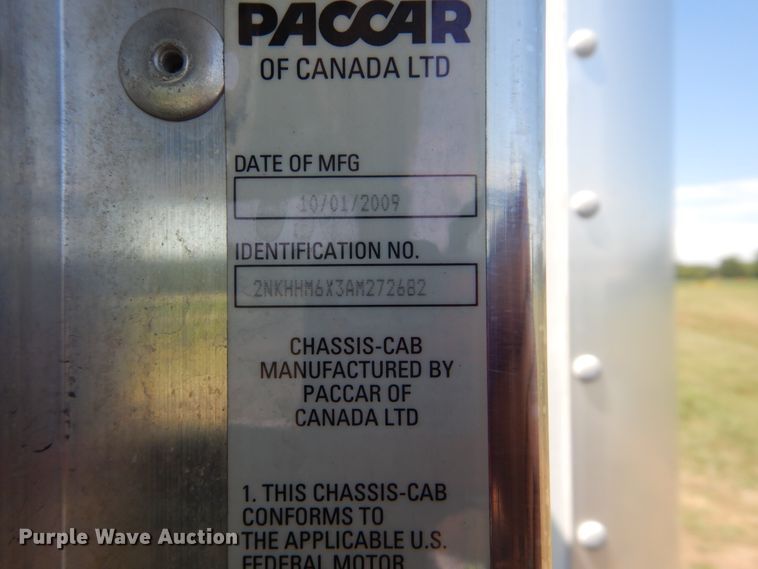 PACCAR
OF CANADA LTD
DATE OF MFG
10/01/2009
IDENTIFICATION NO.
2NKHHM6X3AM272682
CHASSIS-CAB
MANUFACTURED BY
PACCAR OF
CANADA LTD
1. THIS CHASSIS-CAB
CONFORMS TO
THE APPLICABLE U.S.
FEDERAL MOTOR
Purple Wave Auction